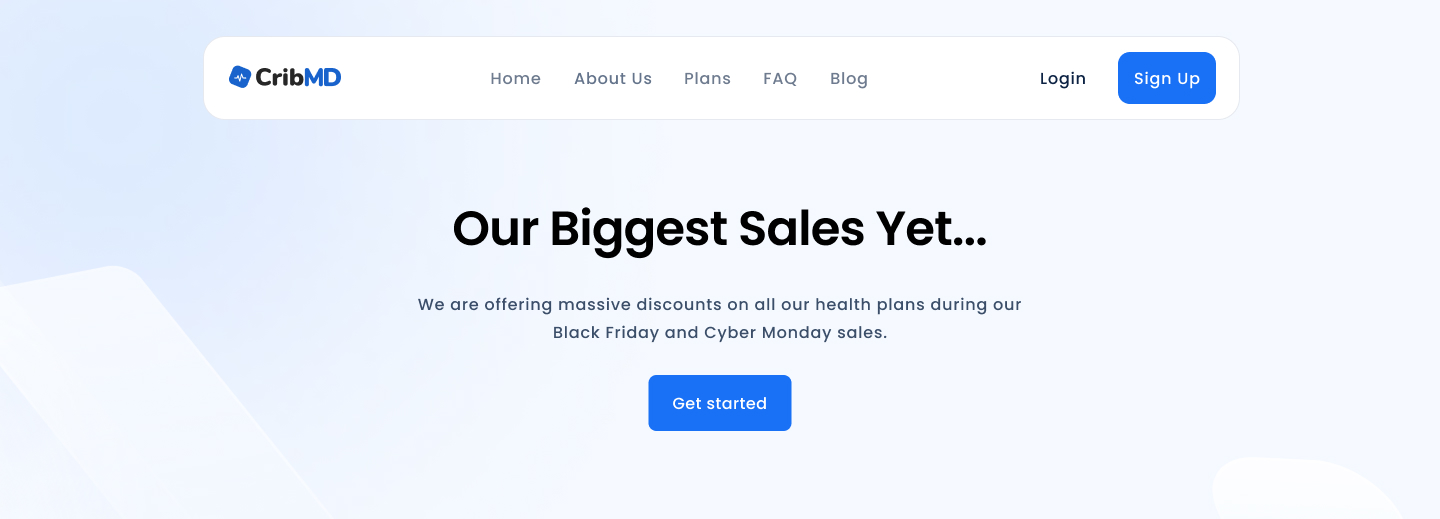 CribMD
Home
About Us
Plans
FAQ
Blog
Login
Sign Up
Our Biggest Sales Yet...
We are offering massive discounts on all our health plans during our
Black Friday and Cyber Monday sales.
Get started